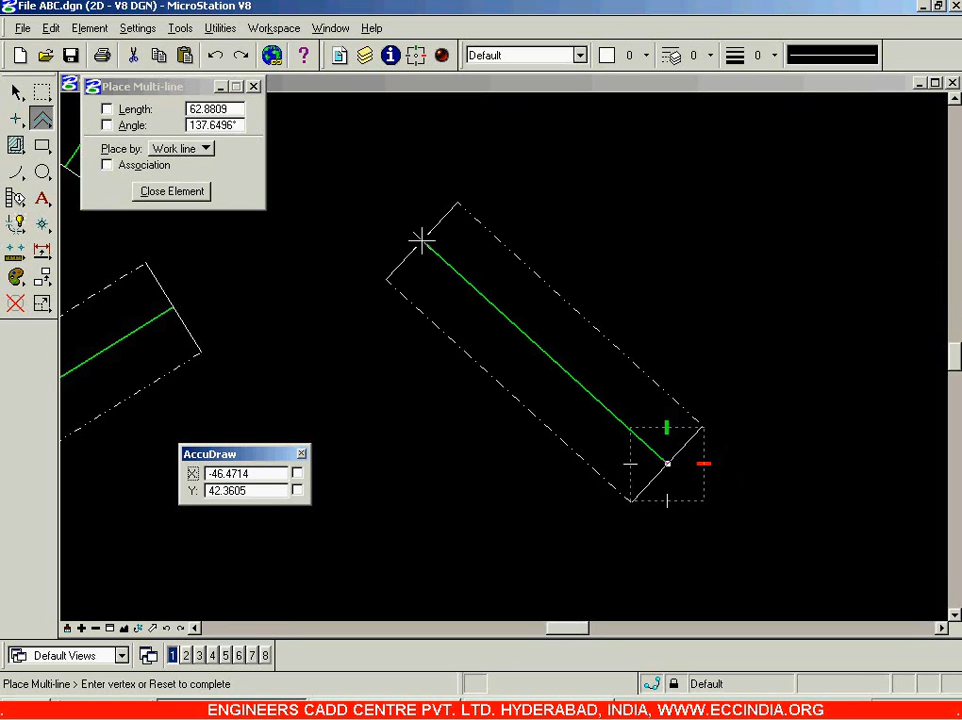 File ABC.dgn (2D - V8 DGN) - MicroStation V8
File Edit Element Settings Tools Utilities Workspace Window Help
Default 0 0 0
Place Multi-line
Length: 62.8809
Angle: 137.6496°
Place by: Work line
Association
Close Element
AccuDraw
X: -46.4714
Y: 42.3605
Default Views 1 2 3 4 5 6 7 8
Place Multi-line > Enter vertex or Reset to complete Default
ENGINEERS CADD CENTRE PVT. LTD. HYDERABAD, INDIA, WWW.ECCINDIA.ORG